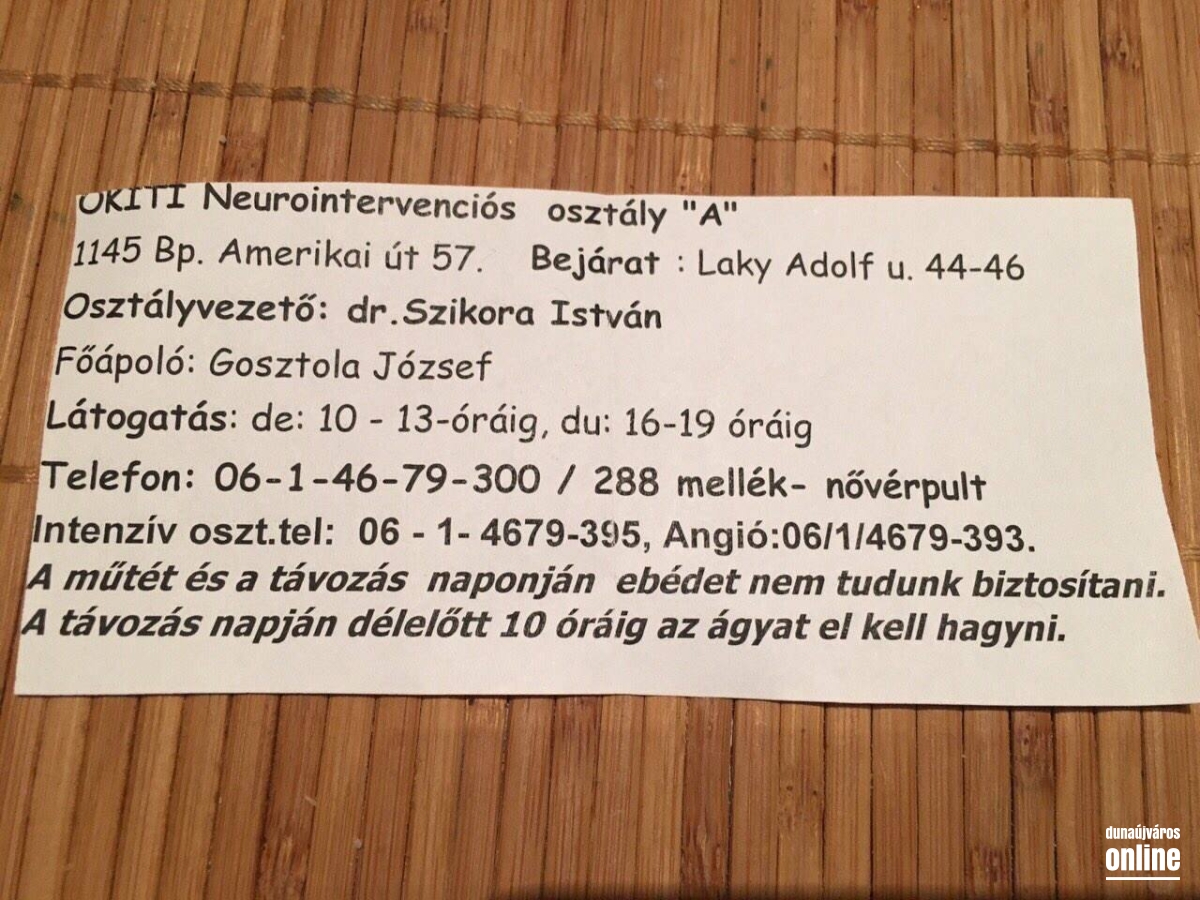 OKITI Neurointervenciós osztály "A"
1145 Bp. Amerikai út 57. Bejárat : Laky Adolf u. 44-46
Osztályvezető: dr.Szikora István
Főápoló: Gosztola József
Látogatás: de: 10 - 13-óráig, du: 16-19 óráig
Telefon: 06-1-46-79-300 / 288 mellék- nővérpult
Intenzív oszt.tel: 06 - 1- 4679-395, Angió:06/1/4679-393.
A műtét és a távozás naponján ebédet nem tudunk biztosítani.
A távozás napján délelőtt 10 óráig az ágyat el kell hagyni.
dunaújváros
online